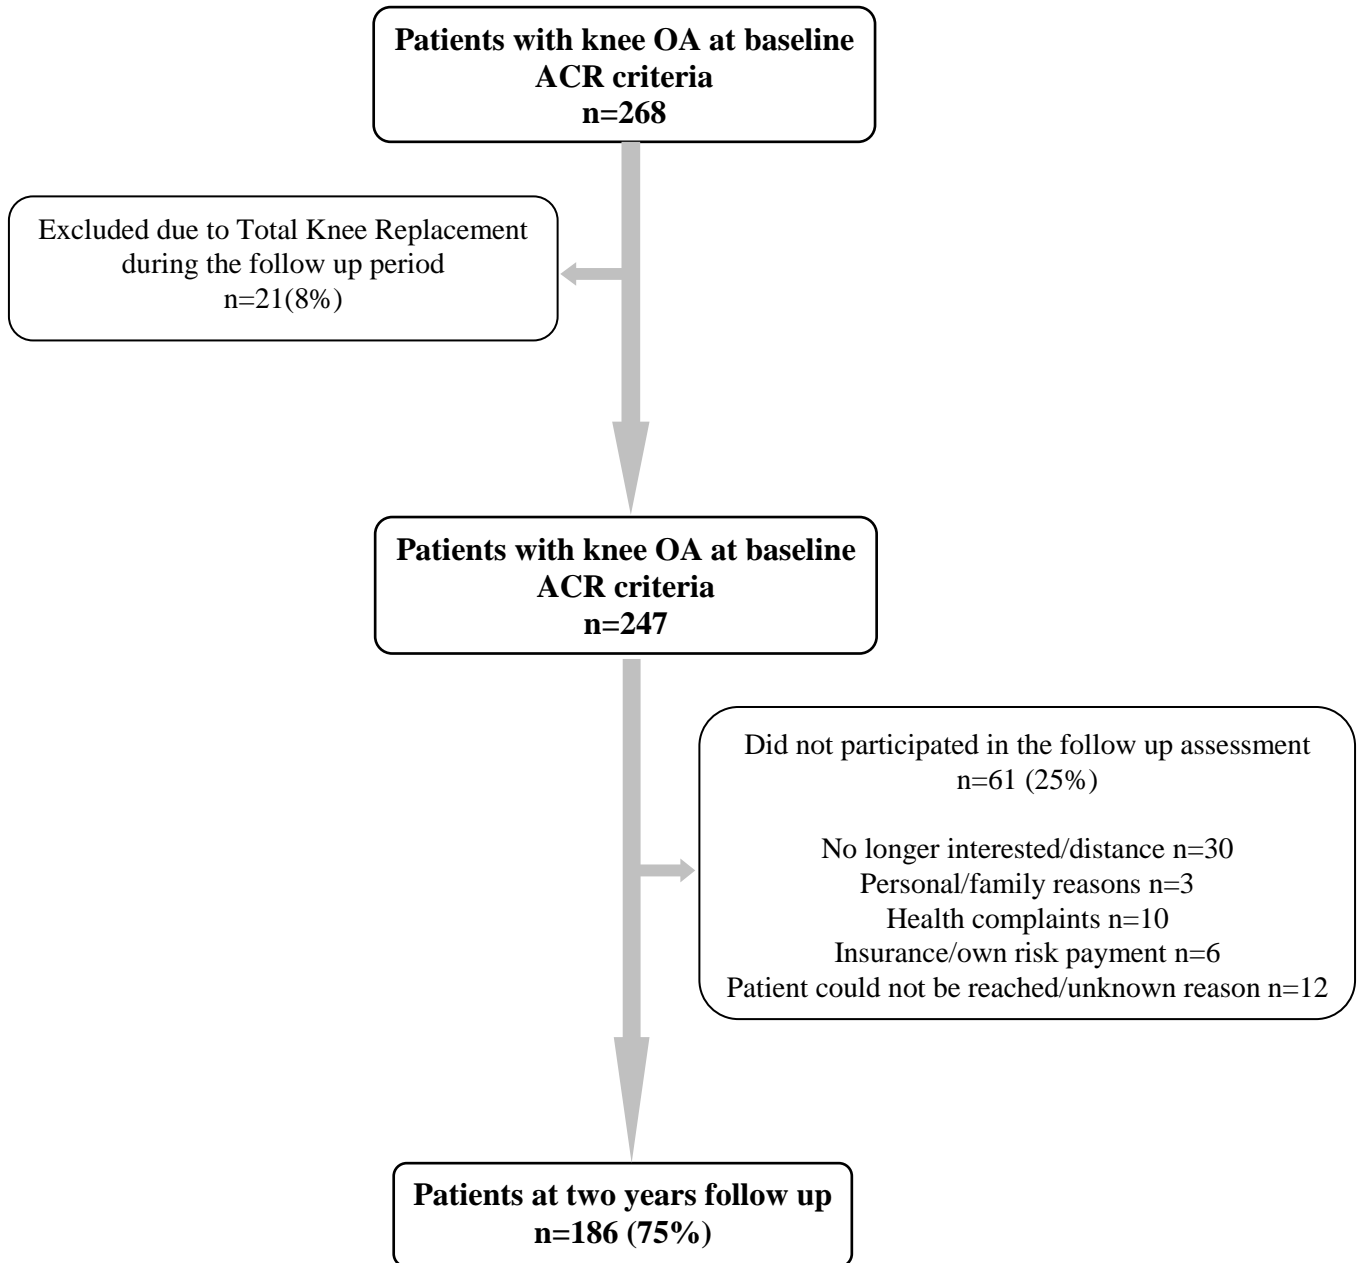 Patients with knee OA at baseline
ACR criteria
n=268
Excluded due to Total Knee Replacement
during the follow up period
n=21(8%)
Patients with knee OA at baseline
ACR criteria
n=247
Did not participated in the follow up assessment
n=61 (25%)
No longer interested/distance n=30
Personal/family reasons n=3
Health complaints n=10
Insurance/own risk payment n=6
Patient could not be reached/unknown reason n=12
Patients at two years follow up
n=186 (75%)